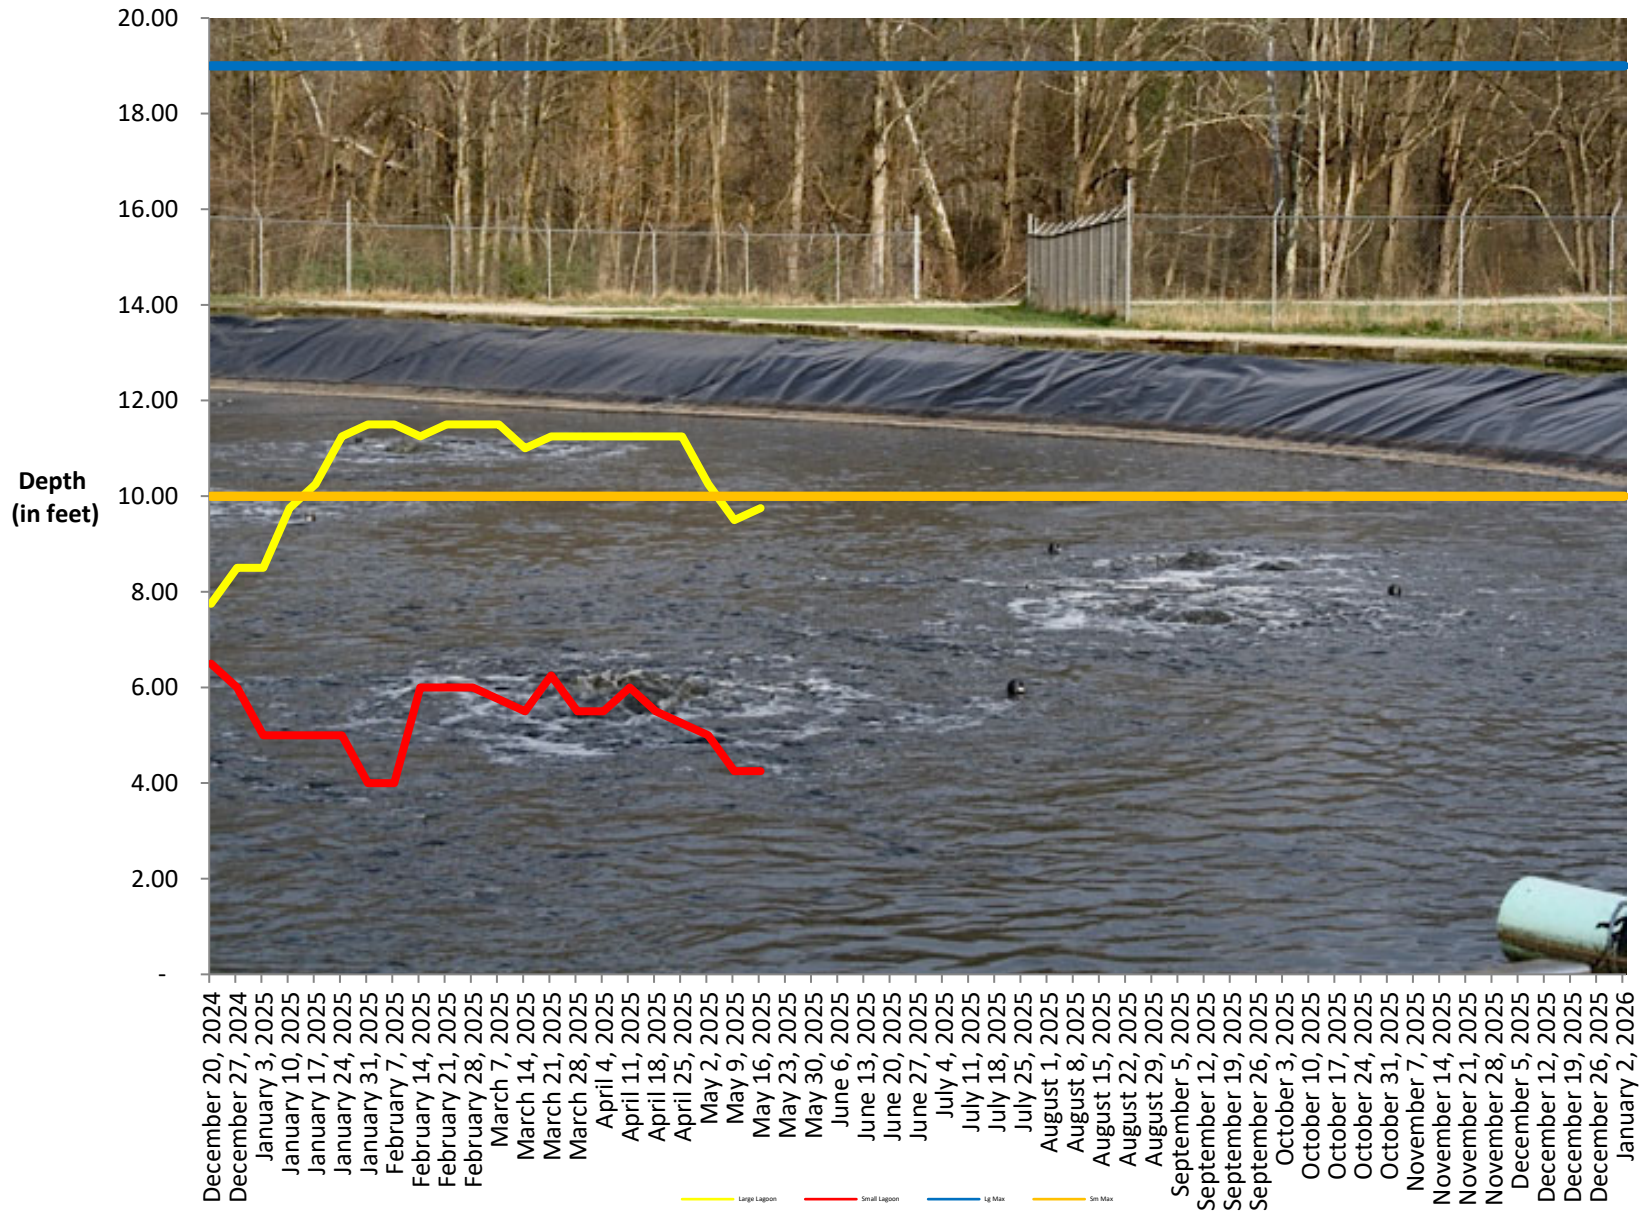 20.00
18.00
16.00
14.00
12.00
10.00
8.00
6.00
4.00
2.00
-
Depth
(in feet)
December 20, 2024
December 27, 2024
January 3, 2025
January 10, 2025
January 17, 2025
January 24, 2025
January 31, 2025
February 7, 2025
February 14, 2025
February 21, 2025
February 28, 2025
March 7, 2025
March 14, 2025
March 21, 2025
March 28, 2025
April 4, 2025
April 11, 2025
April 18, 2025
April 25, 2025
May 2, 2025
May 9, 2025
May 16, 2025
May 23, 2025
May 30, 2025
June 6, 2025
June 13, 2025
June 20, 2025
June 27, 2025
July 4, 2025
July 11, 2025
July 18, 2025
July 25, 2025
August 1, 2025
August 8, 2025
August 15, 2025
August 22, 2025
August 29, 2025
September 5, 2025
September 12, 2025
September 19, 2025
September 26, 2025
October 3, 2025
October 10, 2025
October 17, 2025
October 24, 2025
October 31, 2025
November 7, 2025
November 14, 2025
November 21, 2025
November 28, 2025
December 5, 2025
December 12, 2025
December 19, 2025
December 26, 2025
January 2, 2026
Large Lagoon
Small Lagoon
Lg Max
Sm Max